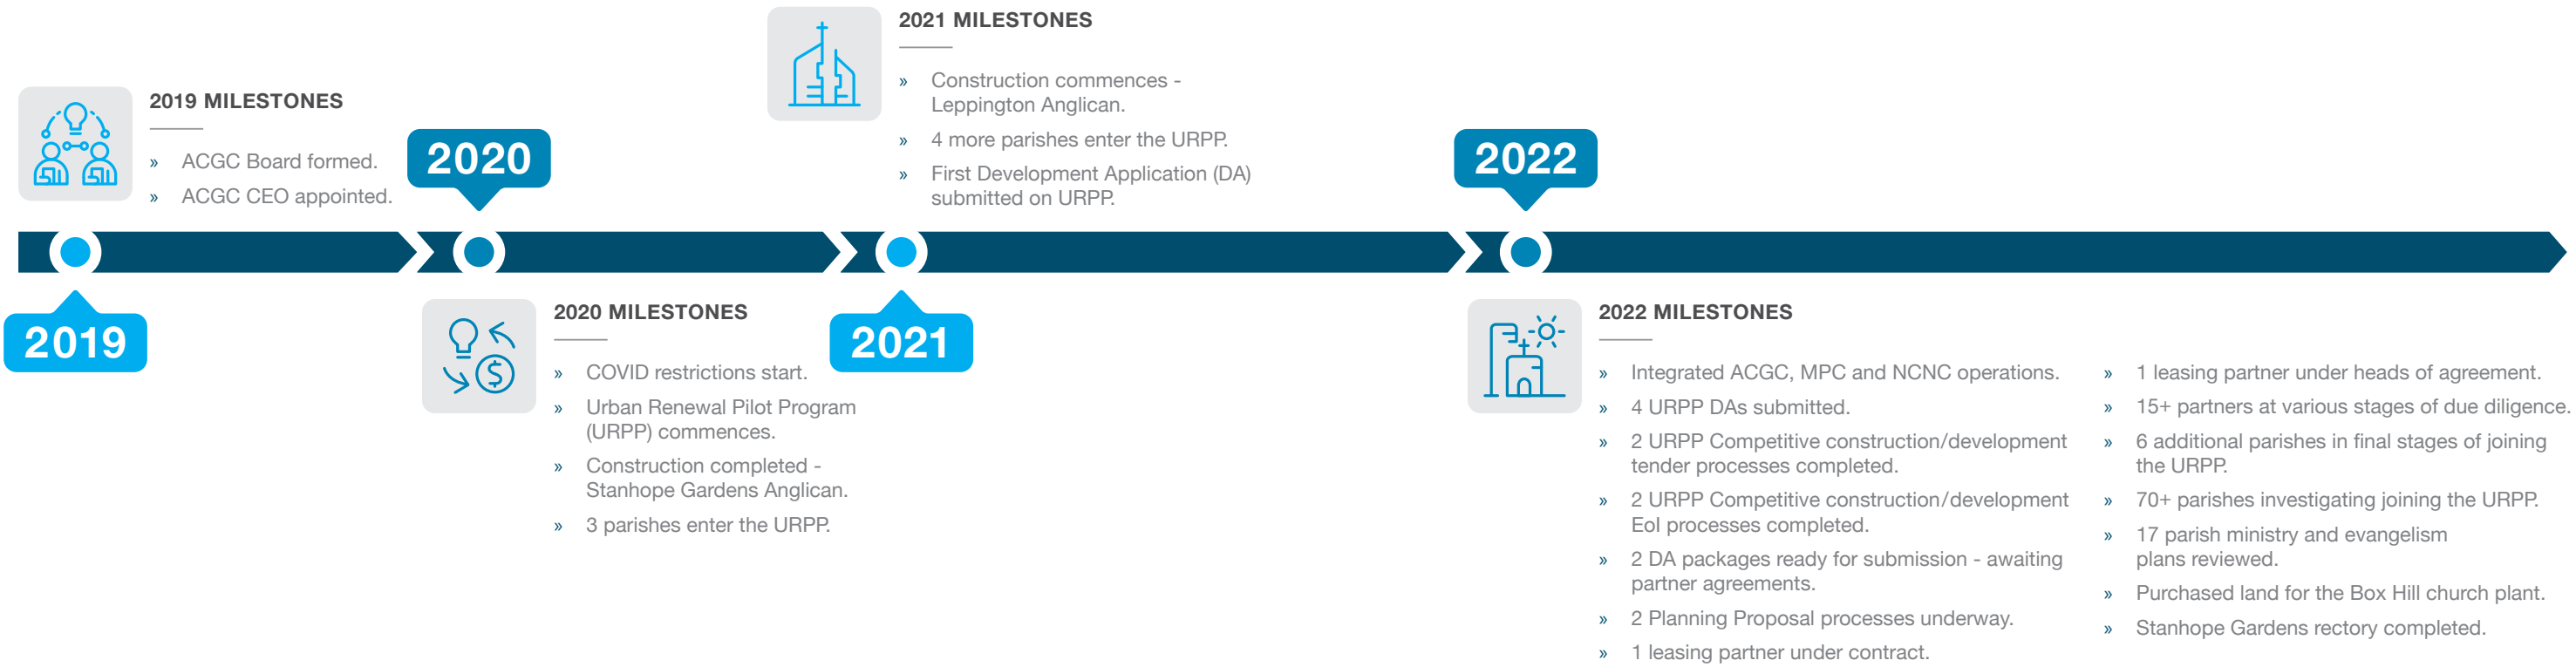 2019 MILESTONES
» ACGC Board formed.
» ACGC CEO appointed.
2019
2020
2020 MILESTONES
» COVID restrictions start.
» Urban Renewal Pilot Program
(URPP) commences.
» Construction completed -
Stanhope Gardens Anglican.
» 3 parishes enter the URPP.
2021 MILESTONES
» Construction commences -
Leppington Anglican.
» 4 more parishes enter the URPP.
» First Development Application (DA)
submitted on URPP.
2021
2022
2022 MILESTONES
» Integrated ACGC, MPC and NCNC operations.
» 4 URPP DAs submitted.
» 2 URPP Competitive construction/development
tender processes completed.
» 2 URPP Competitive construction/development
EoI processes completed.
» 2 DA packages ready for submission - awaiting
partner agreements.
» 2 Planning Proposal processes underway.
» 1 leasing partner under contract.
» 1 leasing partner under heads of agreement.
» 15+ partners at various stages of due diligence.
» 6 additional parishes in final stages of joining
the URPP.
» 70+ parishes investigating joining the URPP.
» 17 parish ministry and evangelism
plans reviewed.
» Purchased land for the Box Hill church plant.
» Stanhope Gardens rectory completed.